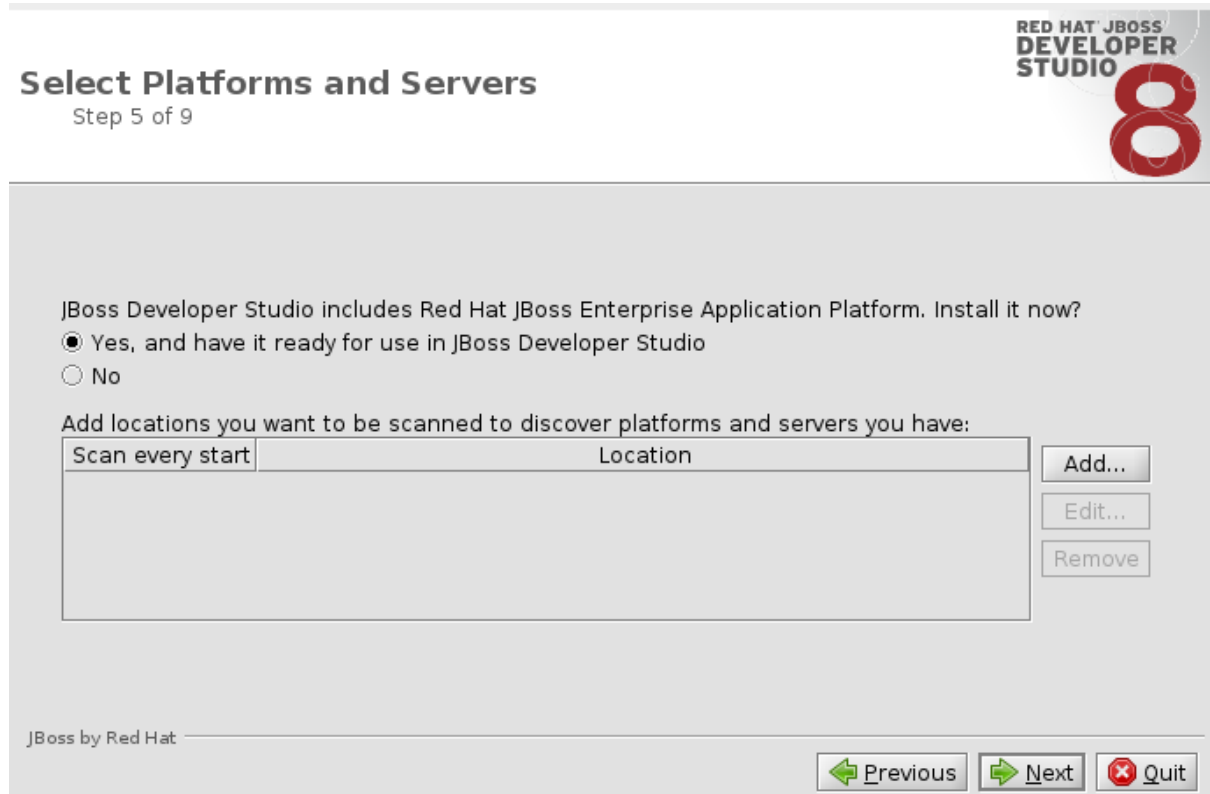 RED HAT JBOSS
DEVELOPER
STUDIO
8
Select Platforms and Servers
Step 5 of 9
JBoss Developer Studio includes Red Hat JBoss Enterprise Application Platform. Install it now?
Yes, and have it ready for use in JBoss Developer Studio
No
Add locations you want to be scanned to discover platforms and servers you have:
Scan every start Location
Add...
Edit...
Remove
JBoss by Red Hat
Previous Next Quit